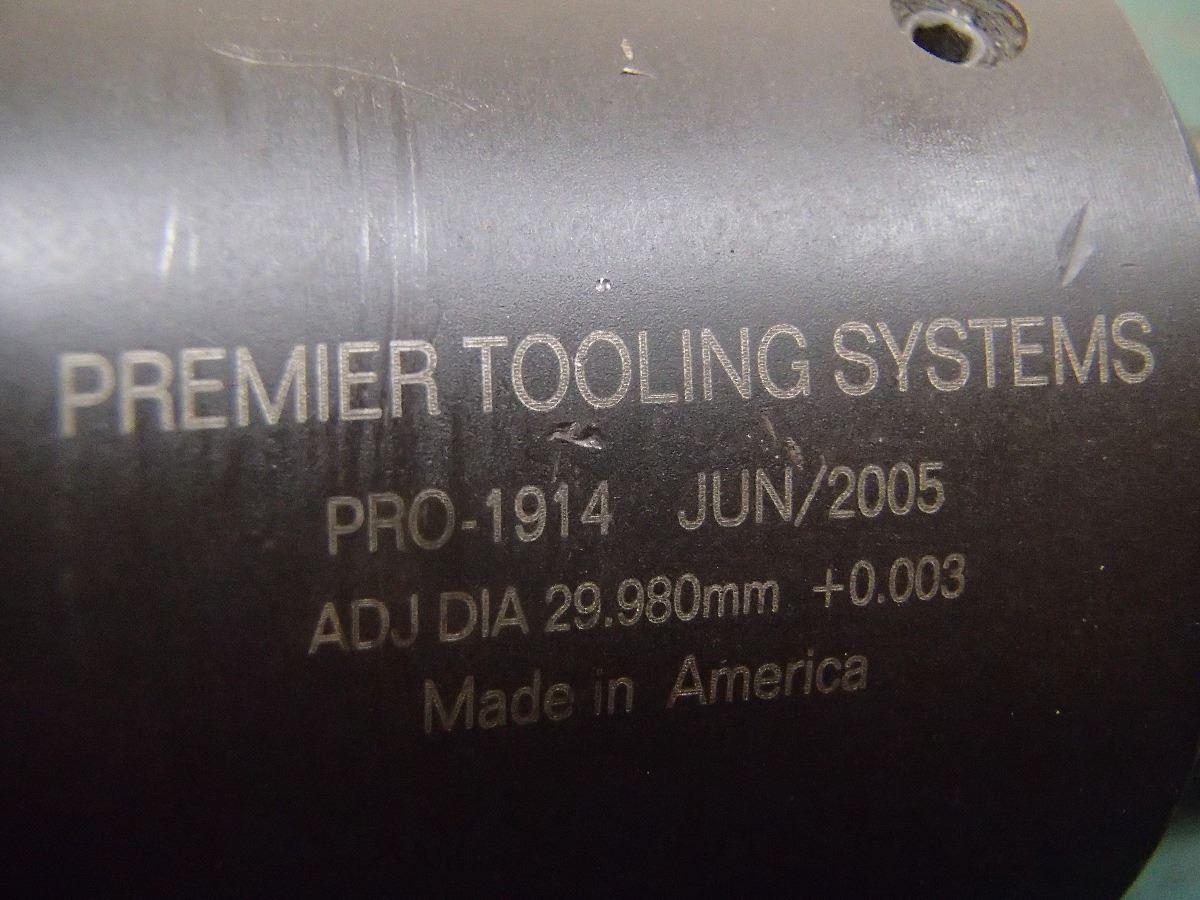 PREMIER TOOLING SYSTEMS
PRO-1914 JUN/2005
ADJ DIA 29.980mm +0.003
Made in America